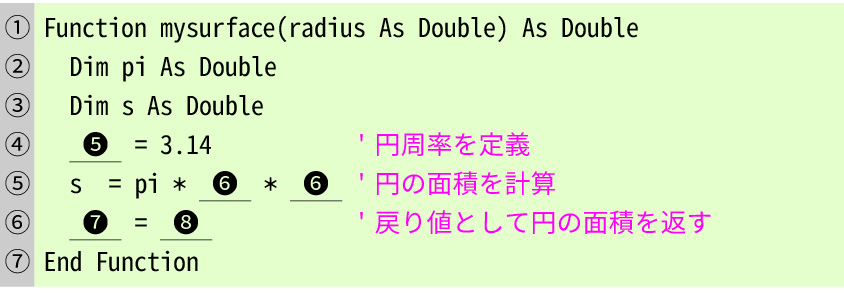 ① Function mysurface(radius As Double) As Double
② Dim pi As Double
③ Dim s As Double
④ ❺ = 3.14 ' 円周率を定義
⑤ s = pi * ❻ * ❻ ' 円の面積を計算
⑥ ❼ = ❽ ' 戻り値として円の面積を返す
⑦ End Function